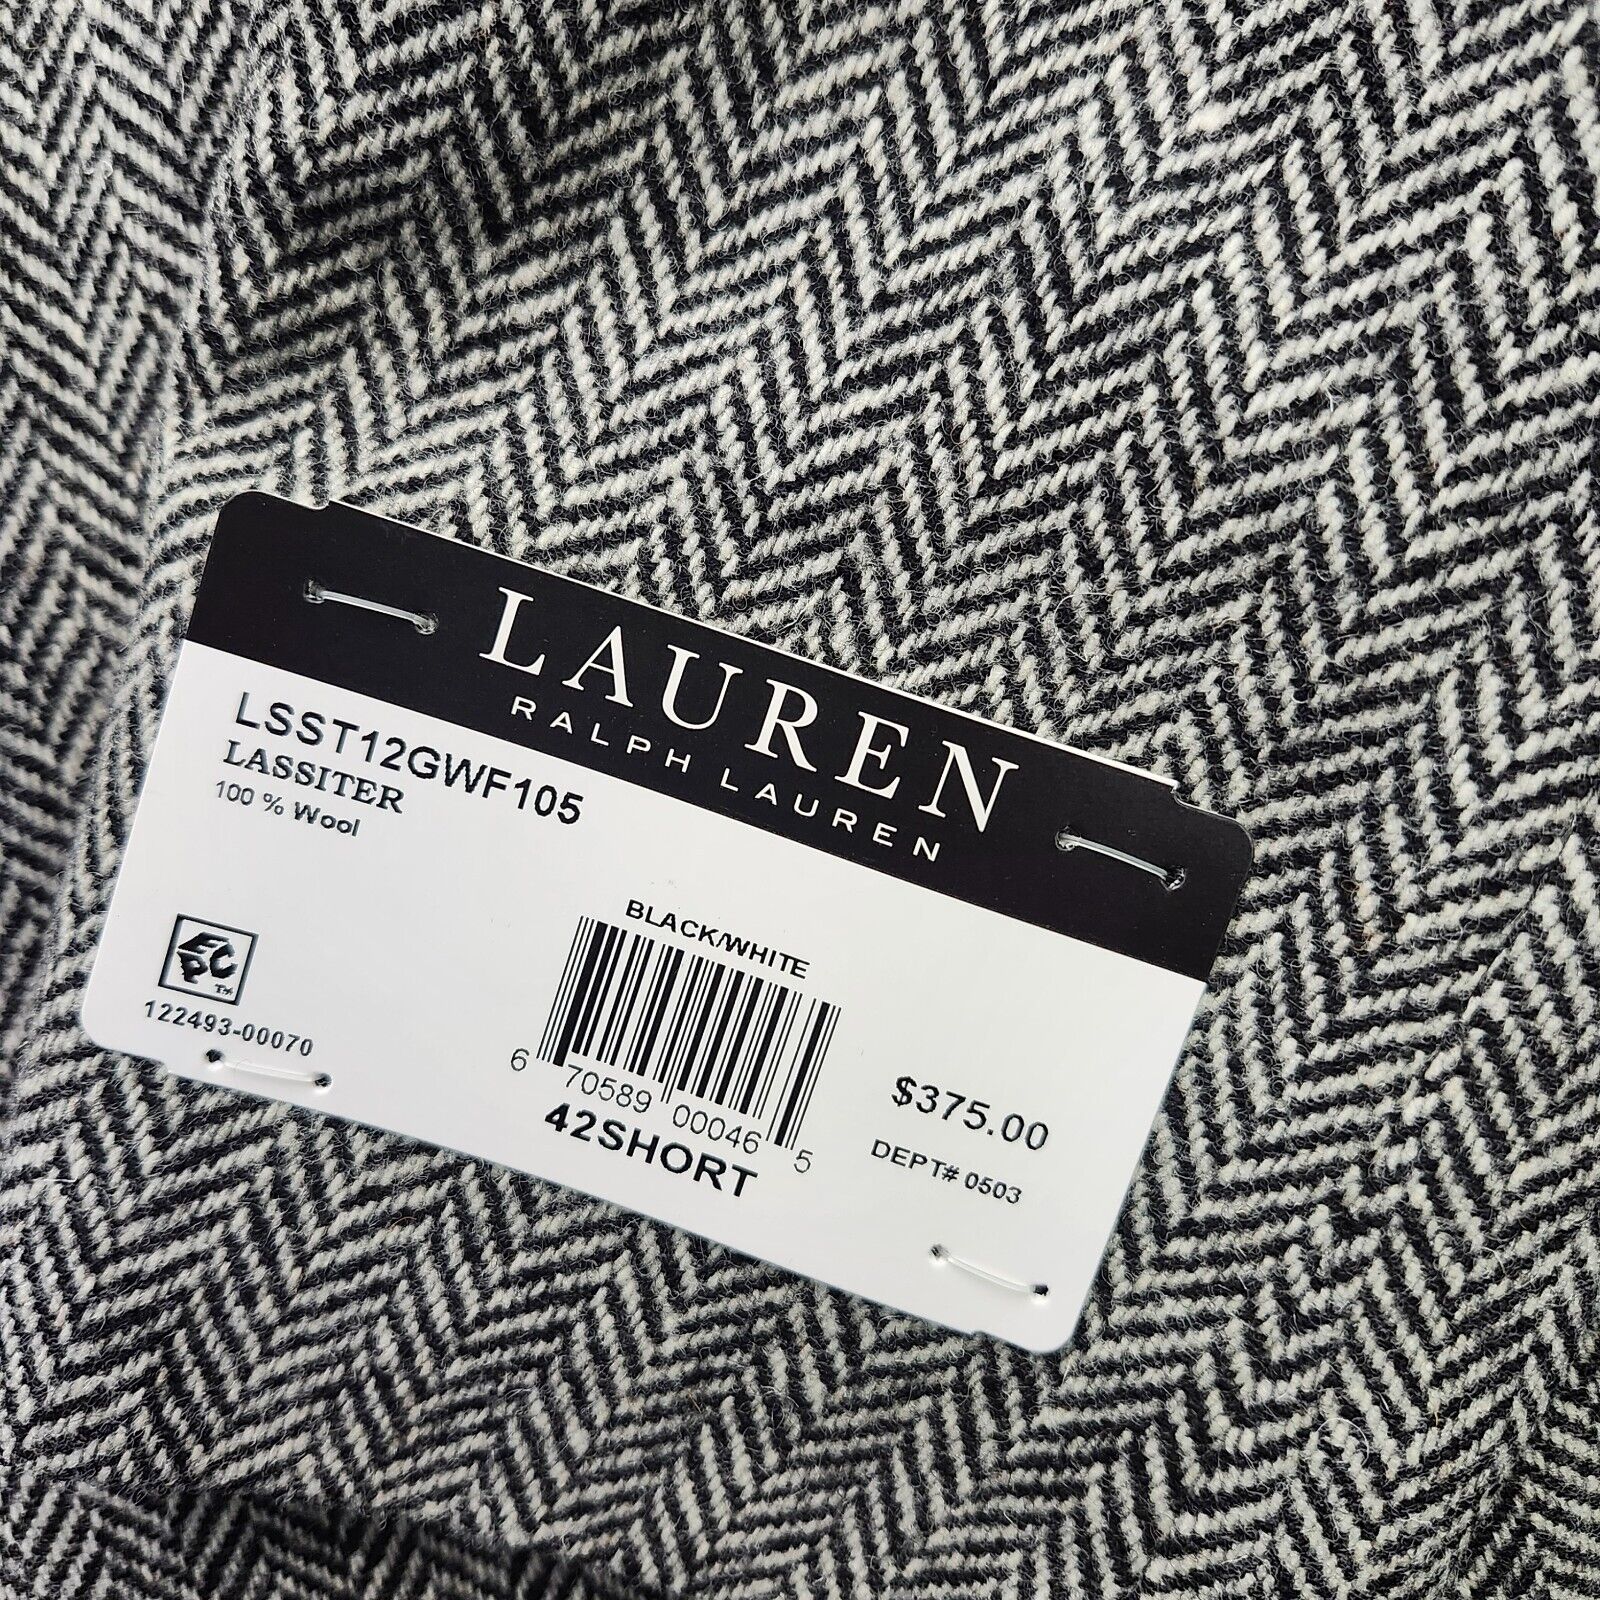 LAUREN
RALPH LAUREN
LSST12GWF105
LASSITER
100 % Wool
BLACK/WHITE
EPC™
122493-00070
6 70589 00046 5
42SHORT
$375.00
DEPT# 0503